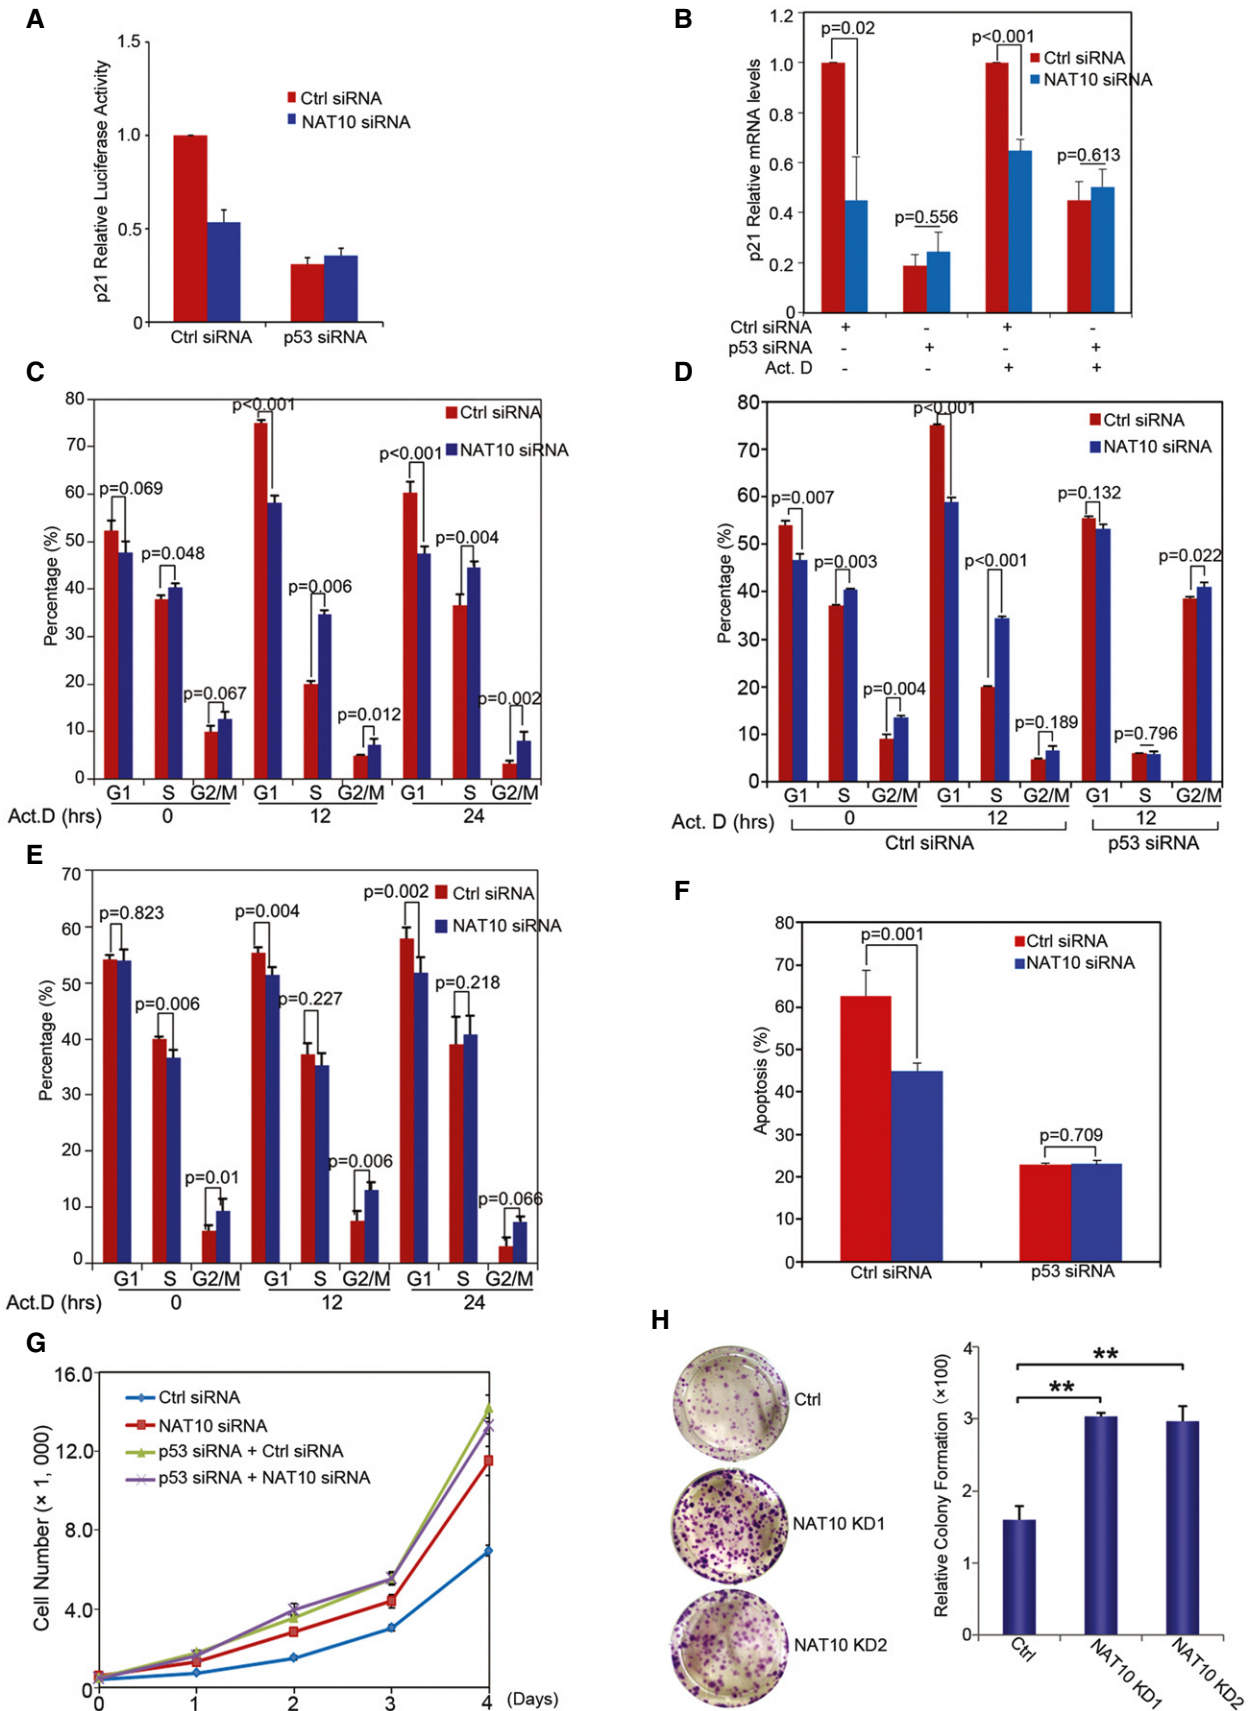 A
1.5
1.0
0.5
0
p21 Relative Luciferase Activity
Ctrl siRNA
NAT10 siRNA
Ctrl siRNA
p53 siRNA
B
1.2
1.0
0.8
0.6
0.4
0.2
0
p21 Relative mRNA levels
p=0.02
p<0.001
Ctrl siRNA
NAT10 siRNA
p=0.556
p=0.613
Ctrl siRNA + - + -
p53 siRNA - + - +
Act. D - - + +
C
80
70
60
50
40
30
20
10
0
Percentage (%)
Ctrl siRNA
NAT10 siRNA
p=0.069
p=0.048
p=0.067
p<0.001
p=0.006
p=0.012
p<0.001
p=0.004
p=0.002
G1 S G2/M G1 S G2/M G1 S G2/M
Act.D (hrs) 0 12 24
D
80
70
60
50
40
30
20
10
0
Percentage (%)
Ctrl siRNA
NAT10 siRNA
p=0.007
p=0.003
p=0.004
p<0.001
p<0.001
p=0.189
p=0.132
p=0.796
p=0.022
G1 S G2/M G1 S G2/M G1 S G2/M
Act. D (hrs) 0 12 12
Ctrl siRNA p53 siRNA
E
70
60
50
40
30
20
10
0
Percentage (%)
Ctrl siRNA
NAT10 siRNA
p=0.823
p=0.006
p=0.01
p=0.004
p=0.227
p=0.006
p=0.002
p=0.218
p=0.066
G1 S G2/M G1 S G2/M G1 S G2/M
Act.D (hrs) 0 12 24
F
80
70
60
50
40
30
20
10
0
Apoptosis (%)
p=0.001
Ctrl siRNA
NAT10 siRNA
p=0.709
Ctrl siRNA
p53 siRNA
G
16.0
12.0
8.0
4.0
0
Cell Number (× 1, 000)
Ctrl siRNA
NAT10 siRNA
p53 siRNA + Ctrl siRNA
p53 siRNA + NAT10 siRNA
0 1 2 3 4 (Days)
H
Ctrl
NAT10 KD1
NAT10 KD2
4
3
2
1
0
Relative Colony Formation (×100)
**
**
Ctrl
NAT10 KD1
NAT10 KD2